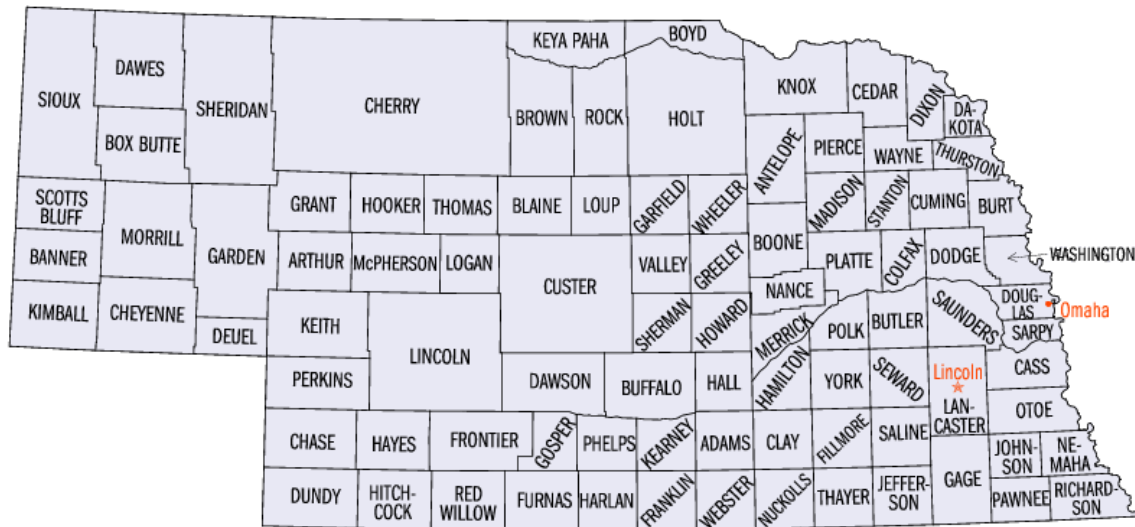 KEYA PAHA
BOYD
DAWES
SIOUX
SHERIDAN
CHERRY
BROWN
ROCK
HOLT
KNOX
CEDAR
DIXON
DA-
KOTA
BOX BUTTE
ANTELOPE
PIERCE
WAYNE
THURSTON
SCOTTS
BLUFF
MORRILL
GARDEN
GRANT
HOOKER
THOMAS
BLAINE
LOUP
GARFIELD
WHEELER
MADISON
STANTON
CUMING
BURT
BANNER
ARTHUR
McPHERSON
LOGAN
CUSTER
VALLEY
GREELEY
BOONE
PLATTE
COLFAX
DODGE
WASHINGTON
KIMBALL
CHEYENNE
DEUEL
KEITH
LINCOLN
SHERMAN
HOWARD
NANCE
MERRICK
POLK
BUTLER
SAUNDERS
DOUG-
LAS
Omaha
SARPY
PERKINS
DAWSON
BUFFALO
HALL
HAMILTON
YORK
SEWARD
Lincoln
LAN-
CASTER
CASS
OTOE
CHASE
HAYES
FRONTIER
GOSPER
PHELPS
KEARNEY
ADAMS
CLAY
FILLMORE
SALINE
JOHN-
SON
NE-
MAHA
DUNDY
HITCH-
COCK
RED
WILLOW
FURNAS
HARLAN
FRANKLIN
WEBSTER
NUCKOLLS
THAYER
JEFFER-
SON
GAGE
PAWNEE
RICHARD-
SON